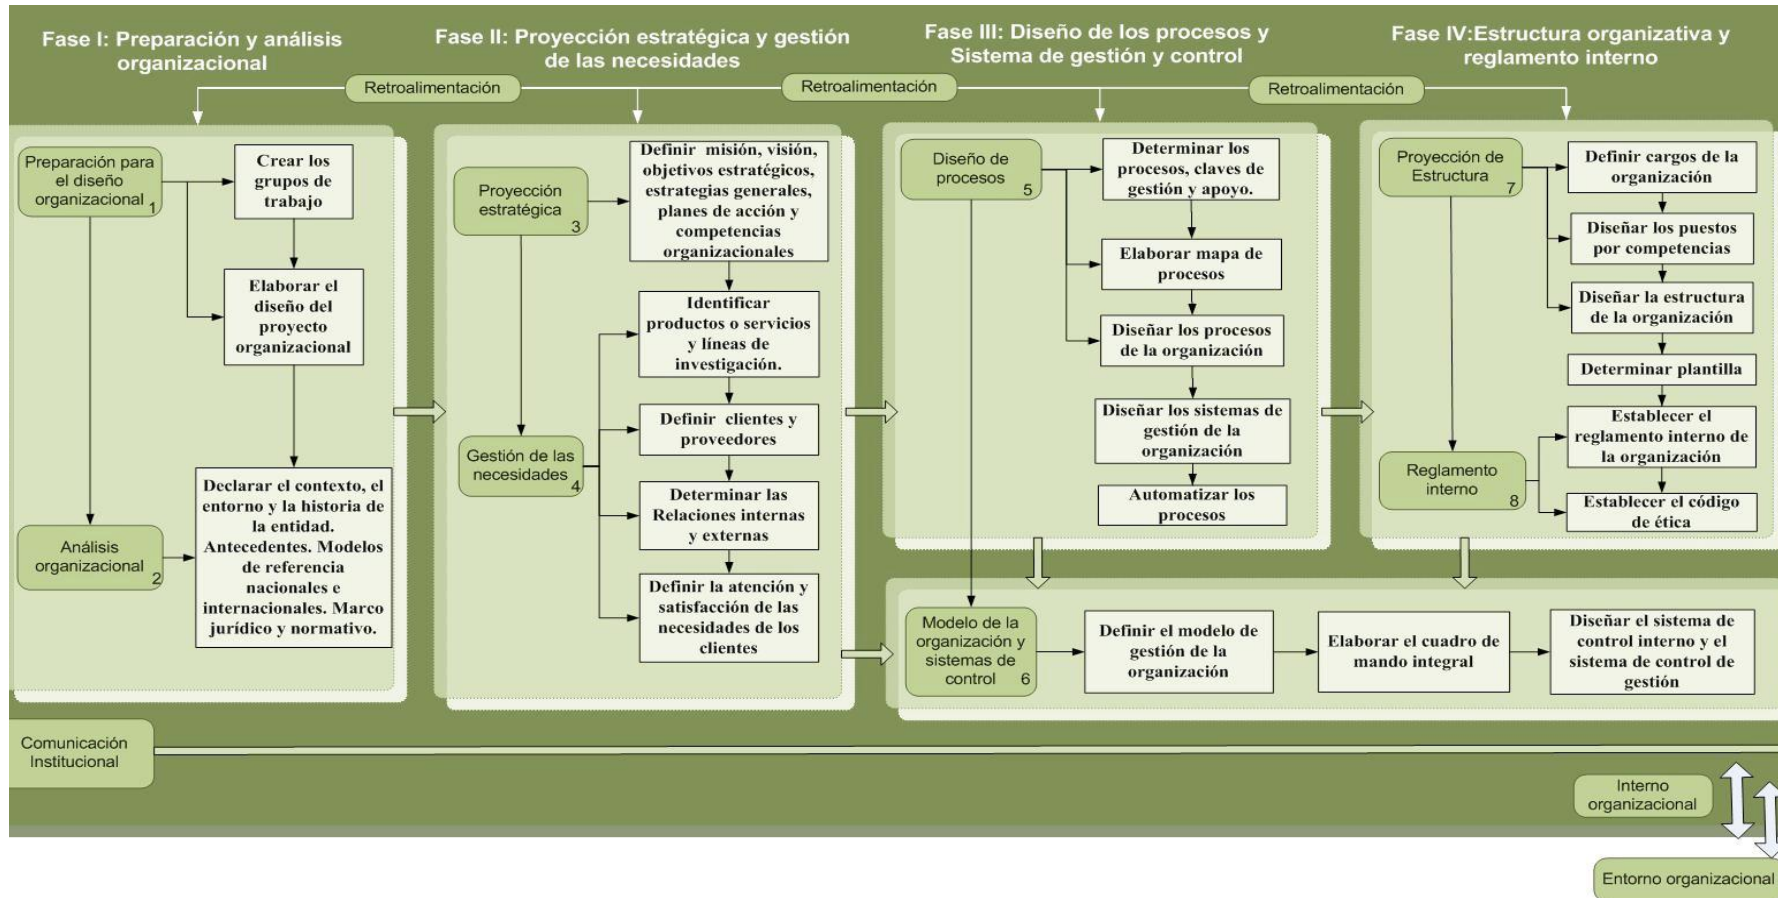 Fase I: Preparación y análisis
organizacional
Fase II: Proyección estratégica y gestión
de las necesidades
Fase III: Diseño de los procesos y
Sistema de gestión y control
Fase IV:Estructura organizativa y
reglamento interno
Retroalimentación
Retroalimentación
Retroalimentación
Preparación para
el diseño
organizacional
1
Crear los
grupos de
trabajo
Elaborar el
diseño del
proyecto
organizacional
Análisis
organizacional
2
Declarar el contexto, el
entorno y la historia de
la entidad.
Antecedentes. Modelos
de referencia
nacionales e
internacionales. Marco
jurídico y normativo.
Proyección
estratégica
3
Definir misión, visión,
objetivos estratégicos,
estrategias generales,
planes de acción y
competencias
organizacionales
Identificar
productos o servicios
y líneas de
investigación.
Gestión de las
necesidades
4
Definir clientes y
proveedores
Determinar las
Relaciones internas
y externas
Definir la atención y
satisfacción de las
necesidades de los
clientes
Diseño de
procesos
5
Determinar los
procesos, claves de
gestión y apoyo.
Elaborar mapa de
procesos
Diseñar los procesos
de la organización
Diseñar los sistemas de
gestión de la
organización
Automatizar los
procesos
Proyección de
Estructura
7
Definir cargos de la
organización
Diseñar los puestos
por competencias
Diseñar la estructura
de la organización
Determinar plantilla
Reglamento
interno
8
Establecer el
reglamento interno de
la organización
Establecer el código
de ética
Modelo de la
organización y
sistemas de
control
6
Definir el modelo de
gestión de la
organización
Elaborar el cuadro de
mando integral
Diseñar el sistema de
control interno y el
sistema de control de
gestión
Comunicación
Institucional
Interno
organizacional
Entorno organizacional